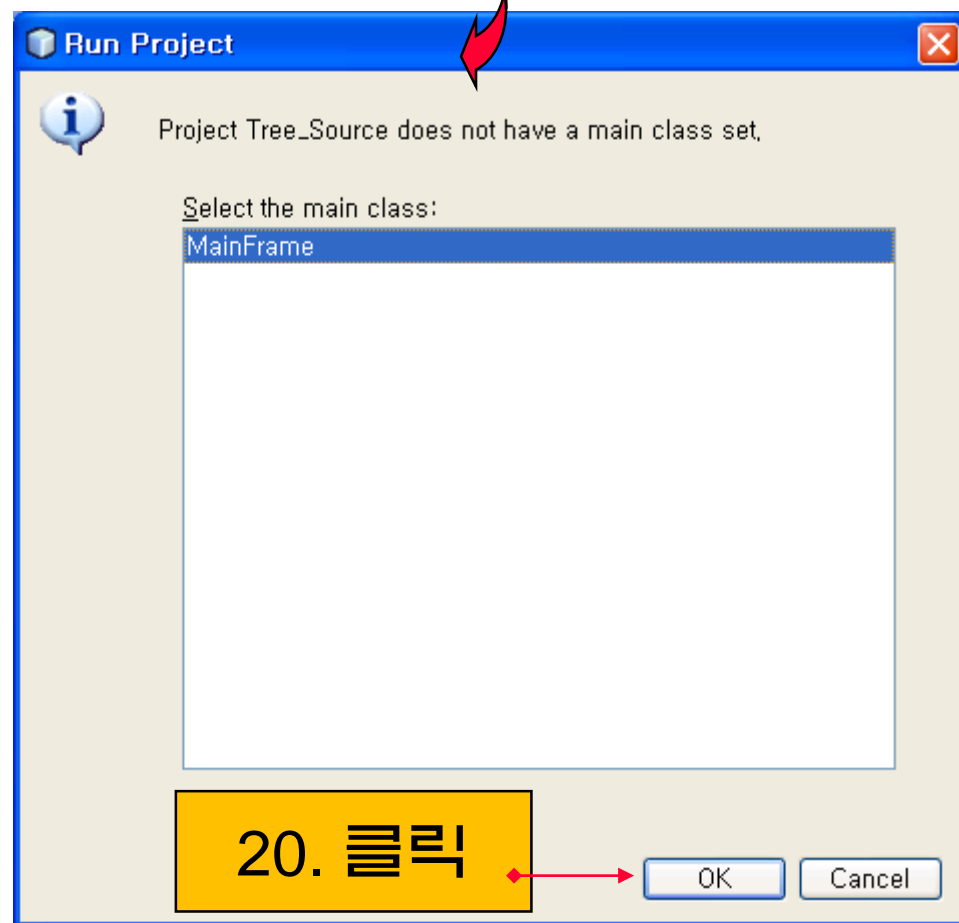 Run Project
Project Tree_Source does not have a main class set.
Select the main class:
MainFrame
20. 클릭
OK
Cancel